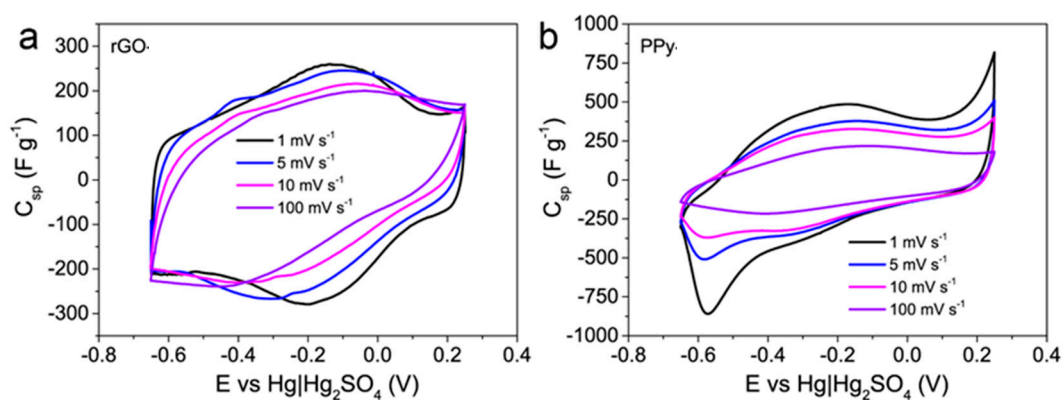 a
rGO
300
200
100
0
-100
-200
-300
C_sp (F g⁻¹)
1 mV s⁻¹
5 mV s⁻¹
10 mV s⁻¹
100 mV s⁻¹
-0.8 -0.6 -0.4 -0.2 0.0 0.2 0.4
E vs Hg|Hg₂SO₄ (V)
b
PPy
1000
750
500
250
0
-250
-500
-750
-1000
C_sp (F g⁻¹)
1 mV s⁻¹
5 mV s⁻¹
10 mV s⁻¹
100 mV s⁻¹
-0.8 -0.6 -0.4 -0.2 0.0 0.2 0.4
E vs Hg|Hg₂SO₄ (V)